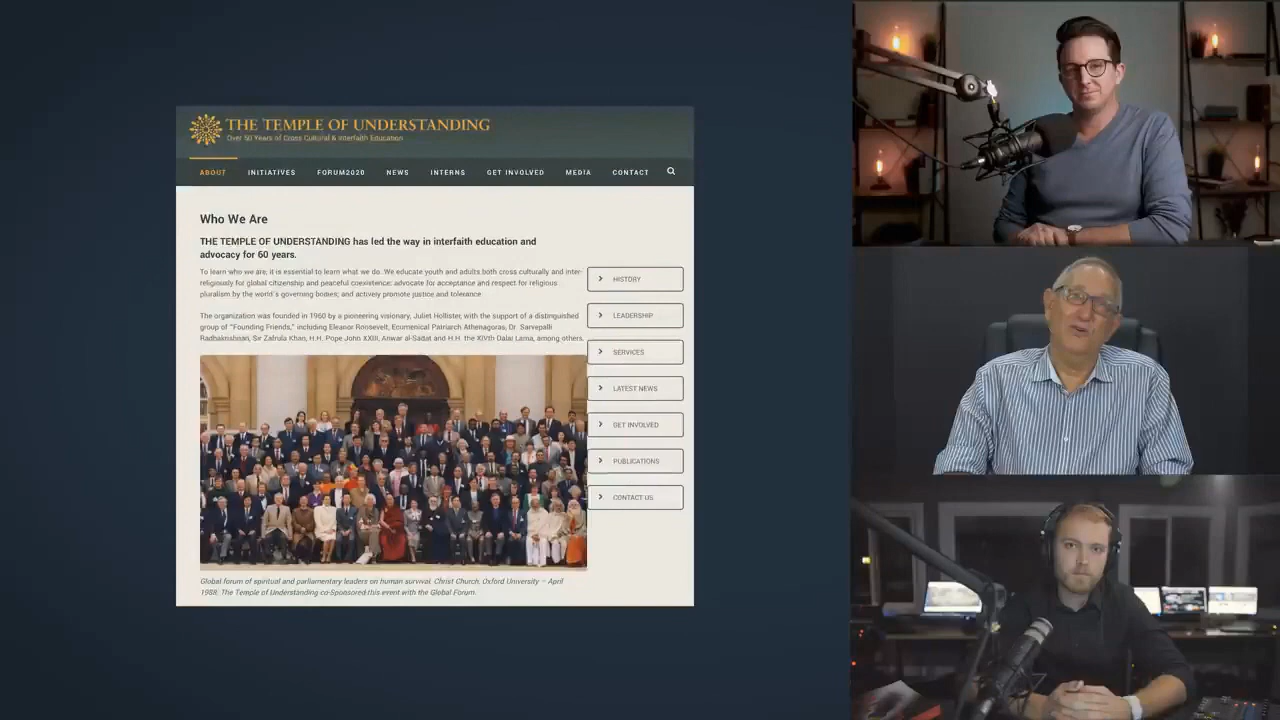 THE TEMPLE OF UNDERSTANDING
Over 50 Years of Cross Cultural & Interfaith Education
ABOUT INITIATIVES FORUM2020 NEWS INTERNS GET INVOLVED MEDIA CONTACT
Who We Are
THE TEMPLE OF UNDERSTANDING has led the way in interfaith education and
advocacy for 60 years.
To learn who we are, it is essential to learn what we do. We educate youth and adults both cross culturally and inter-
religiously for global citizenship and peaceful coexistence; advocate for acceptance and respect for religious
pluralism by the world's governing bodies; and actively promote justice and tolerance.
The organization was founded in 1960 by a pioneering visionary, Juliet Hollister, with the support of a distinguished
group of "Founding Friends," including Eleanor Roosevelt, Ecumenical Patriarch Athenagoras, Dr. Sarvepalli
Radhakrishnan, Sir Zafrula Khan, H.H. Pope John XXIII, Anwar al-Sadat and H.H. the XIVth Dalai Lama, among others.
HISTORY
LEADERSHIP
SERVICES
LATEST NEWS
GET INVOLVED
PUBLICATIONS
CONTACT US
Global forum of spiritual and parliamentary leaders on human survival. Christ Church, Oxford University – April
1988. The Temple of Understanding co-Sponsored this event with the Global Forum.